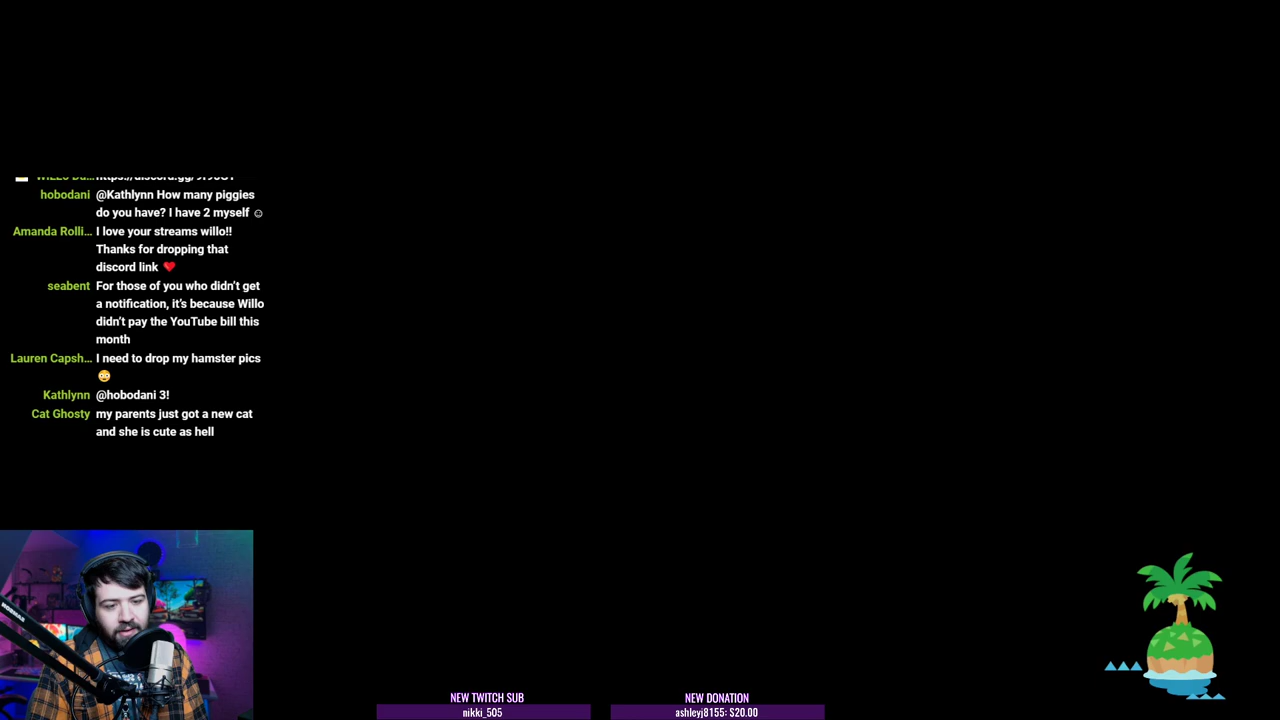 hobodani @Kathlynn How many piggies
do you have? I have 2 myself ☺
Amanda Rolli... I love your streams willo!!
Thanks for dropping that
discord link ❤️
seabent For those of you who didn't get
a notification, it's because Willo
didn't pay the YouTube bill this
month
Lauren Capsh... I need to drop my hamster pics
😳
Kathlynn @hobodani 3!
Cat Ghosty my parents just got a new cat
and she is cute as hell
NEW TWITCH SUB
nikki_505
NEW DONATION
ashleyj8155: $20.00